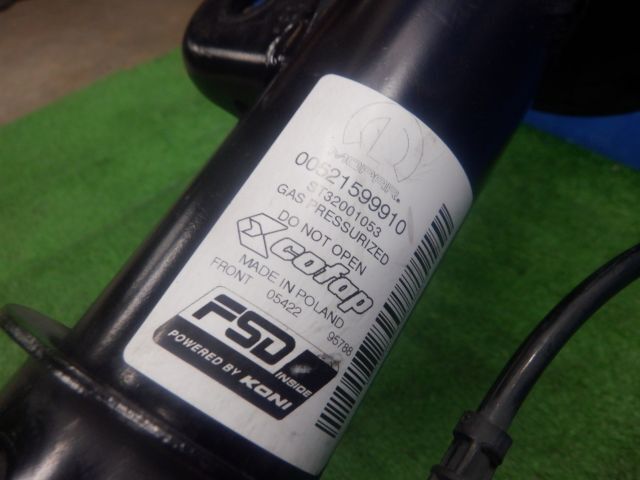 MOPAR.
00521599910
ST32001053
GAS PRESSURIZED
DO NOT OPEN
cofap
MADE IN POLAND
FRONT 05422 95788
FSD INSIDE
POWERED BY KONI